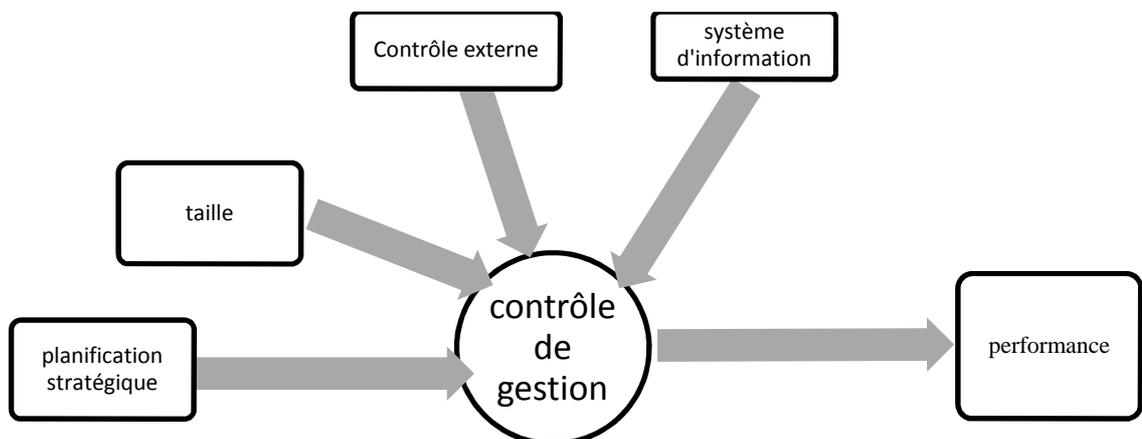 Contrôle externe
système
d'information
taille
planification
stratégique
contrôle
de
gestion
performance